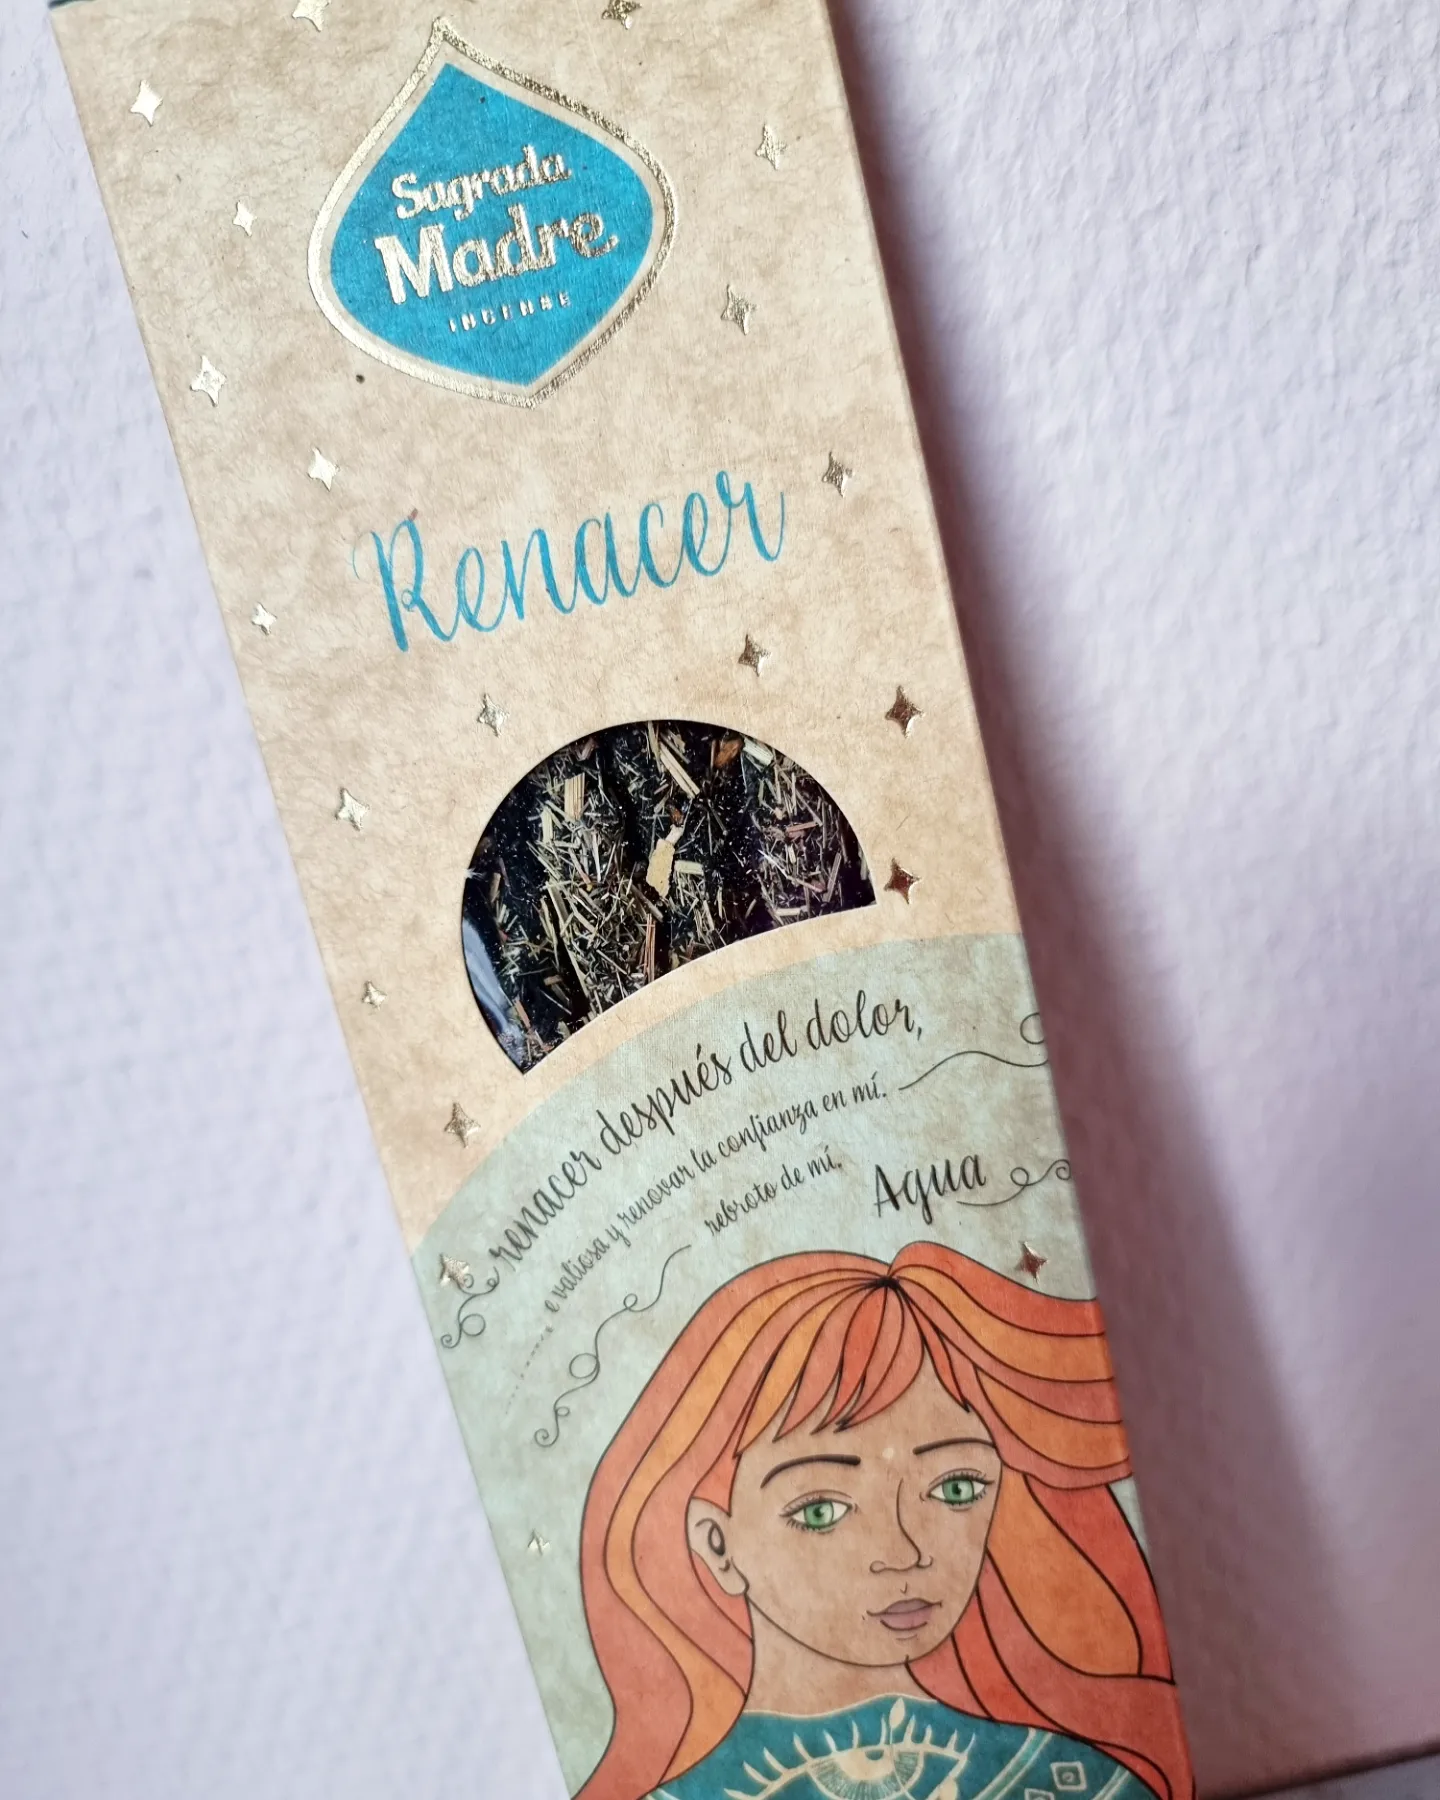 Sagrada
Madre
INCENSE
Renacer
renacer después del dolor,
e valiosa y renovar la confianza en mí.
rebroto de mí.
Agua